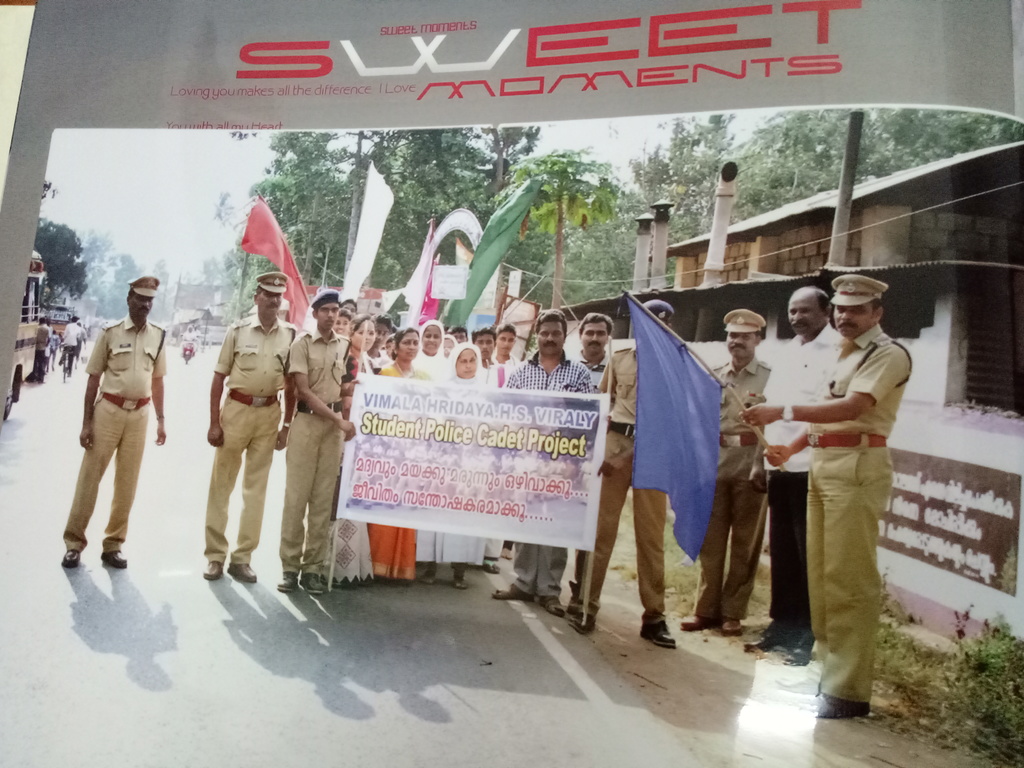 sweet moments
SWEET
Loving you makes all the difference. I Love
MOMENTS
You with all my Heart
VIMALA HRIDAYA.H.S. VIRALY
Student Police Cadet Project
മദ്യവും മയക്കു മരുന്നും ഒഴിവാക്കൂ....
ജീവിതം സന്തോഷകരമാക്കൂ......